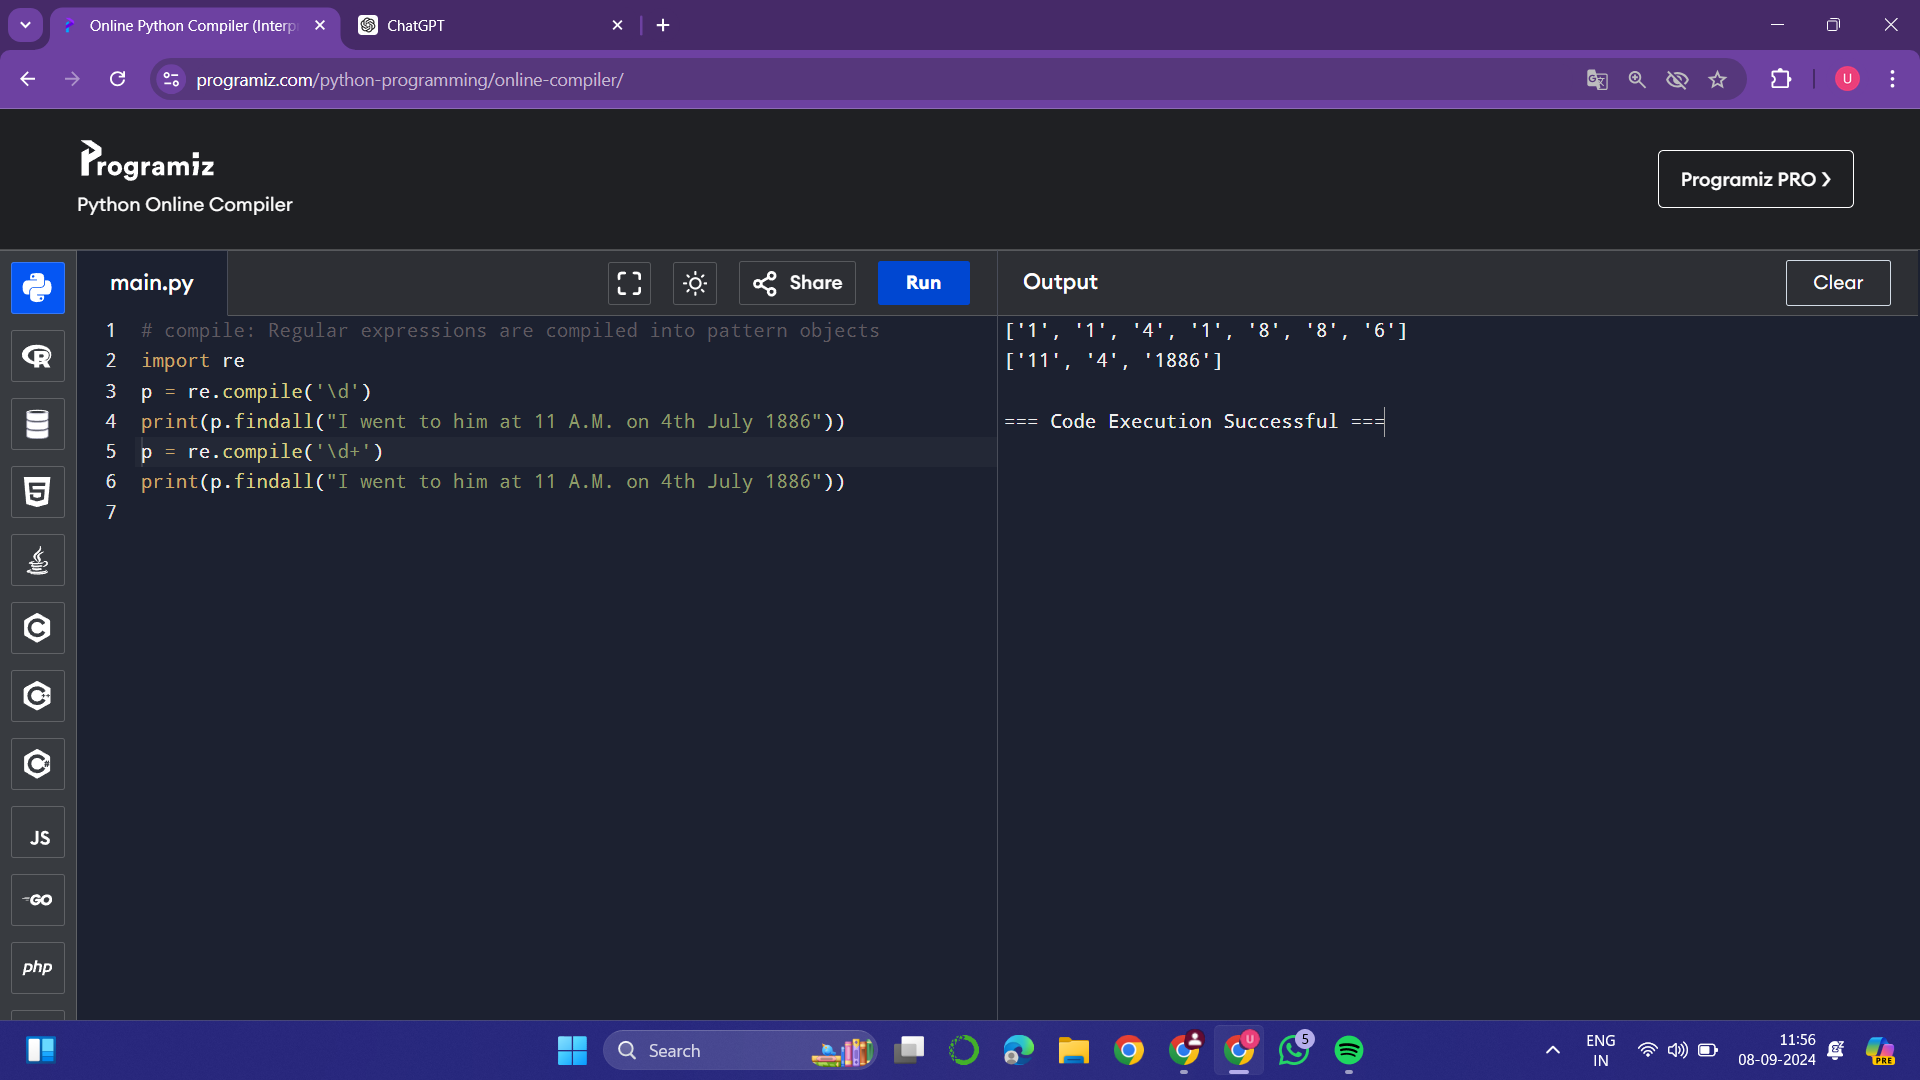 Online Python Compiler (Interp
ChatGPT
programiz.com/python-programming/online-compiler/
U
Programiz
Python Online Compiler
Programiz PRO ❯
main.py
Share
Run
Output
Clear
1 # compile: Regular expressions are compiled into pattern objects
2 import re
3 p = re.compile('\d')
4 print(p.findall("I went to him at 11 A.M. on 4th July 1886"))
5 p = re.compile('\d+')
6 print(p.findall("I went to him at 11 A.M. on 4th July 1886"))
7
['1', '1', '4', '1', '8', '8', '6']
['11', '4', '1886']
=== Code Execution Successful ===
R
5
C
C++
C#
JS
GO
php
Search
U
5
ENG
IN
11:56
08-09-2024
PRE